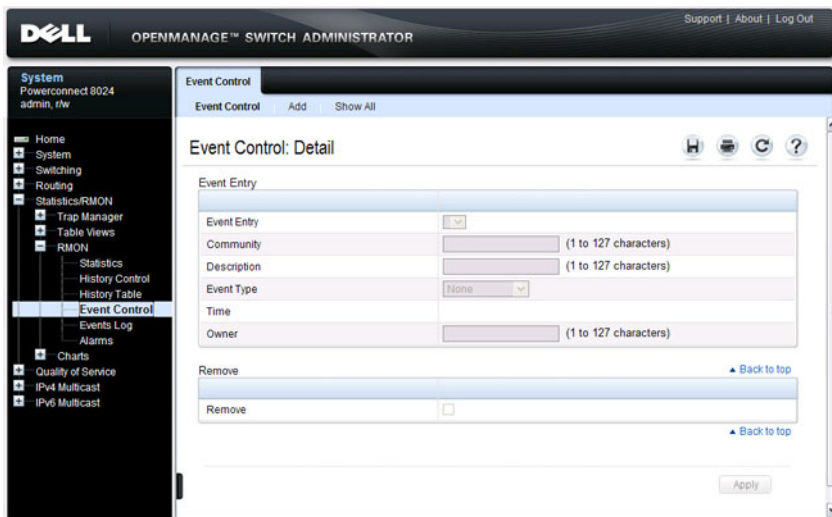 DELL
OPENMANAGE™ SWITCH ADMINISTRATOR
Support | About | Log Out
System
Powerconnect 8024
admin, r/w
Home
System
Switching
Routing
Statistics/RMON
Trap Manager
Table Views
RMON
Statistics
History Control
History Table
Event Control
Events Log
Alarms
Charts
Quality of Service
IPv4 Multicast
IPv6 Multicast
Event Control
Event Control Add Show All
Event Control: Detail
Event Entry
Event Entry
Community (1 to 127 characters)
Description (1 to 127 characters)
Event Type None
Time
Owner (1 to 127 characters)
Remove Back to top
Remove
Back to top
Apply